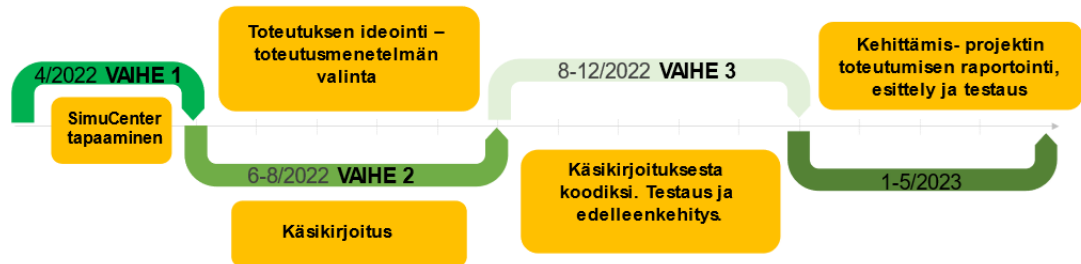 4/2022 VAIHE 1
SimuCenter
tapaaminen
Toteutuksen ideointi –
toteutusmenetelmän
valinta
6-8/2022 VAIHE 2
Käsikirjoitus
8-12/2022 VAIHE 3
Käsikirjoituksesta
koodiksi. Testaus ja
edelleenkehitys.
Kehittämis- projektin
toteutumisen raportointi,
esittely ja testaus
1-5/2023